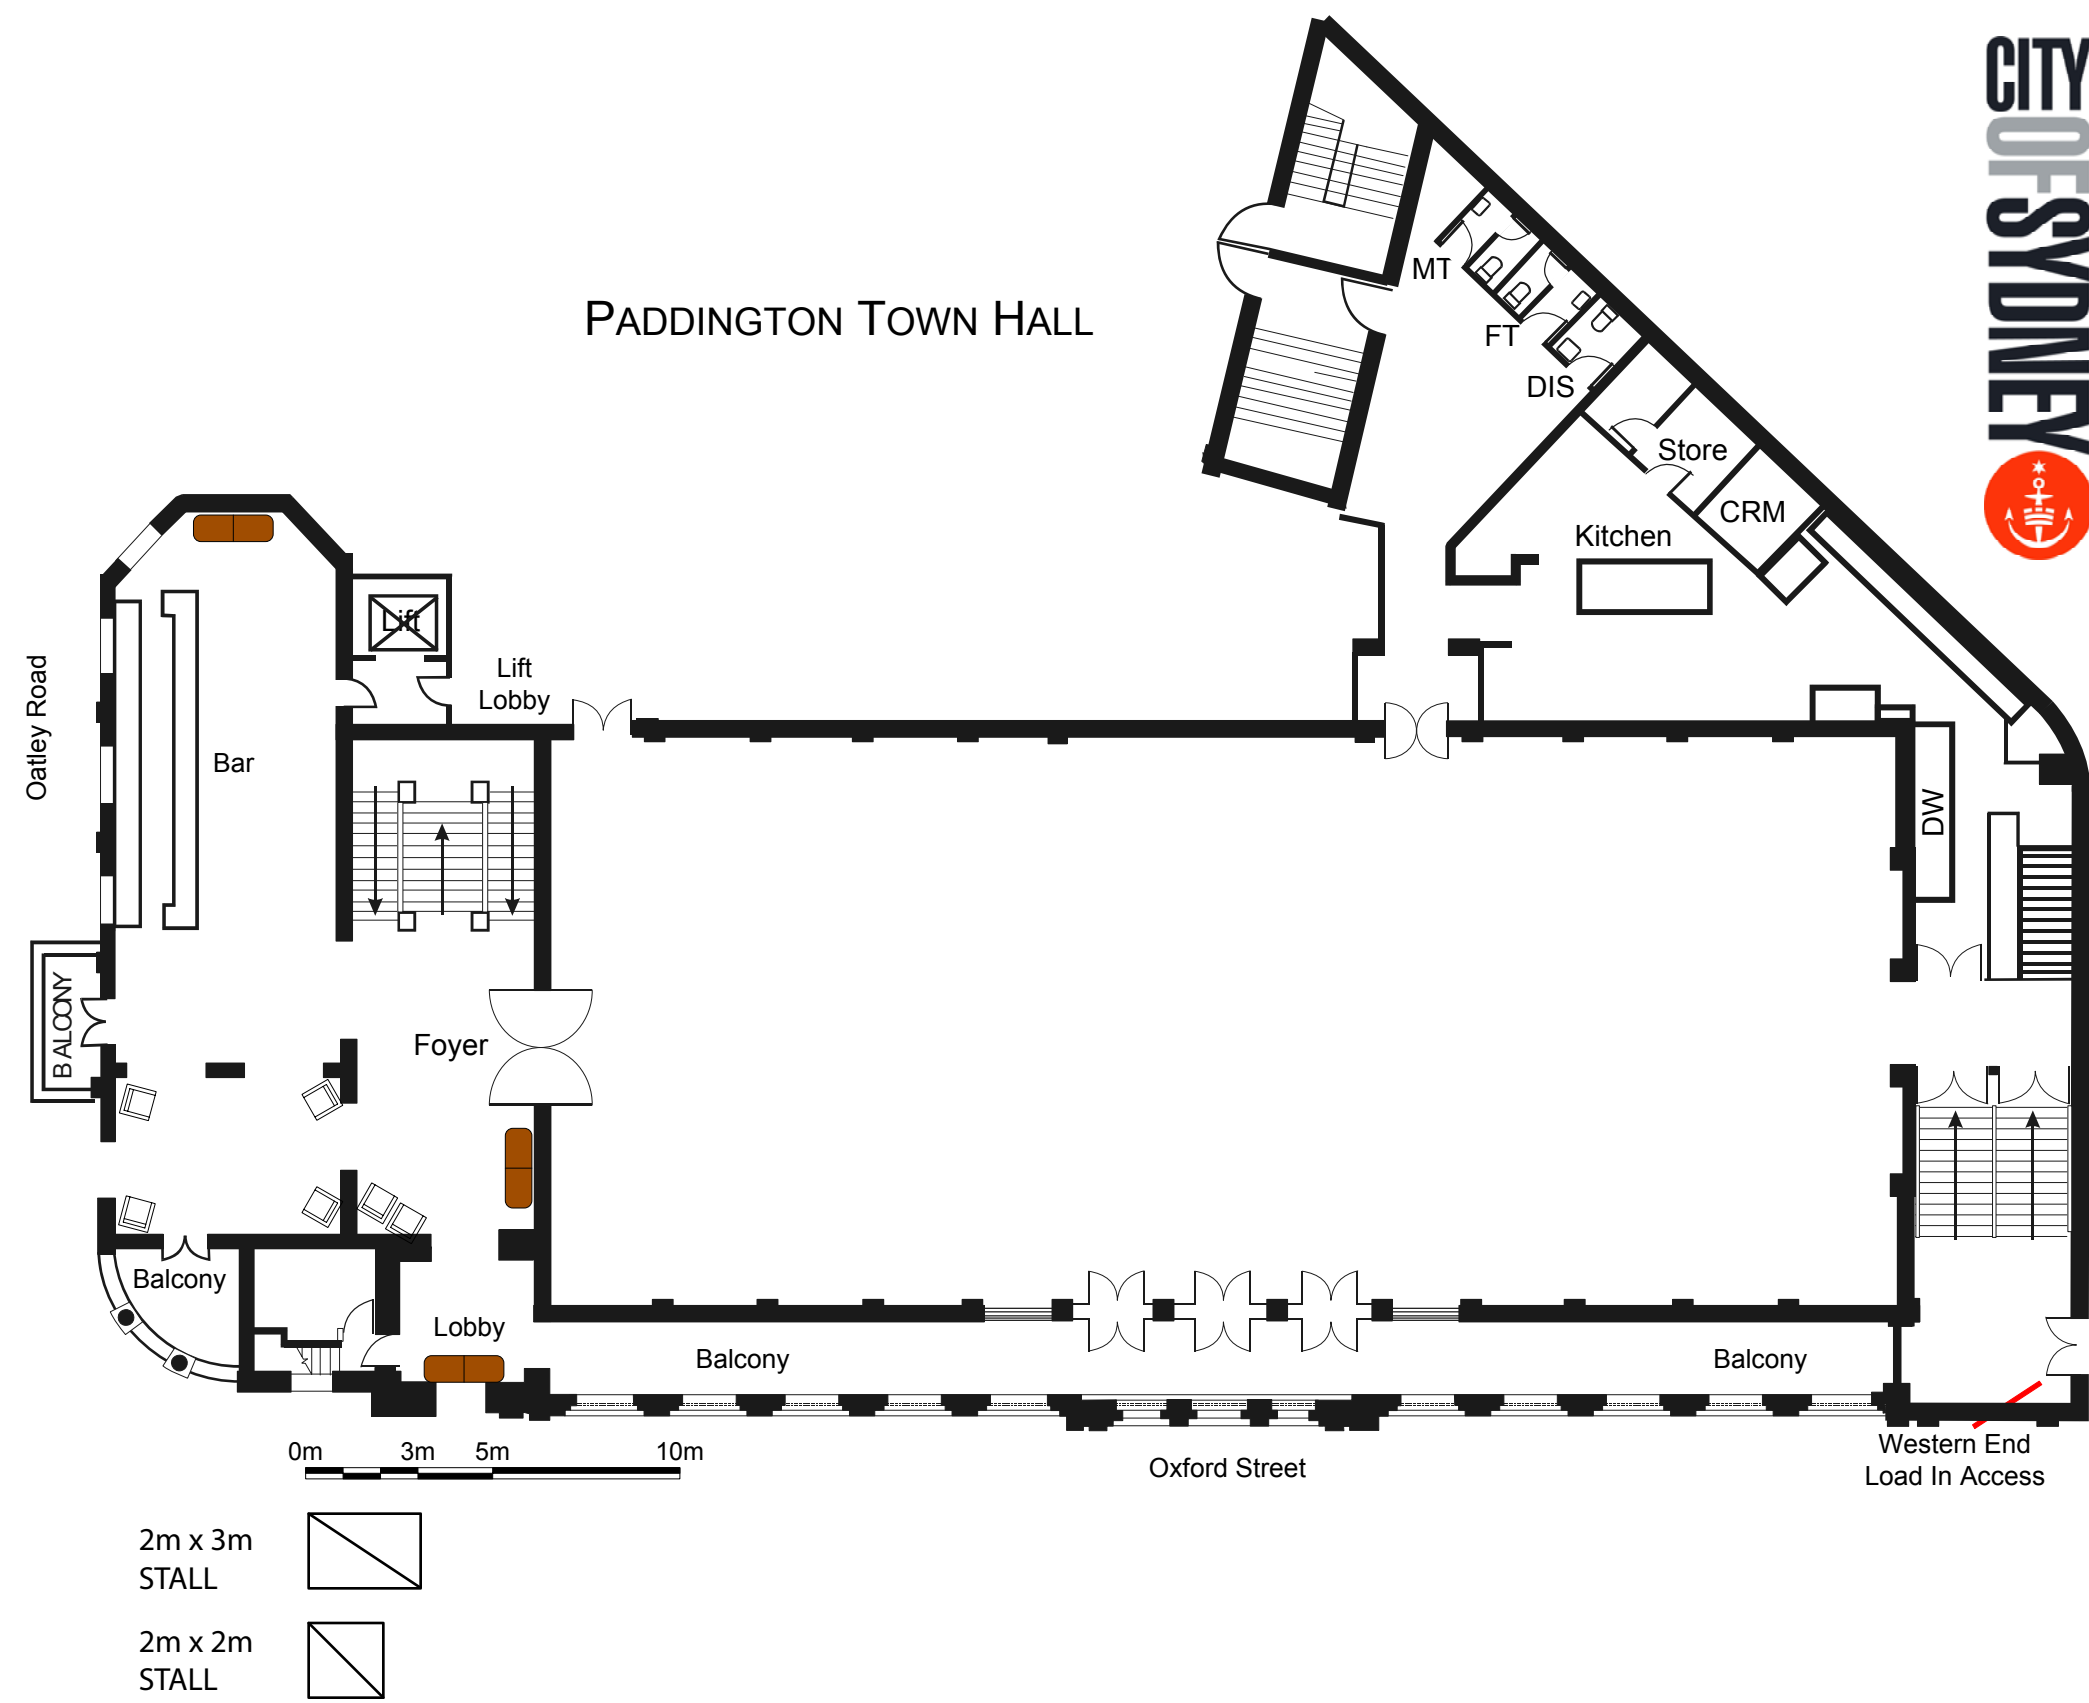 CITY
OF
SYDNEY
PADDINGTON TOWN HALL
MT
FT
DIS
Store
CRM
Kitchen
Lift
Lift
Lobby
Oatley Road
Bar
DW
BALCONY
Foyer
Balcony
Lobby
Balcony
Balcony
0m 3m 5m 10m
Oxford Street
Western End
Load In Access
2m x 3m
STALL
2m x 2m
STALL